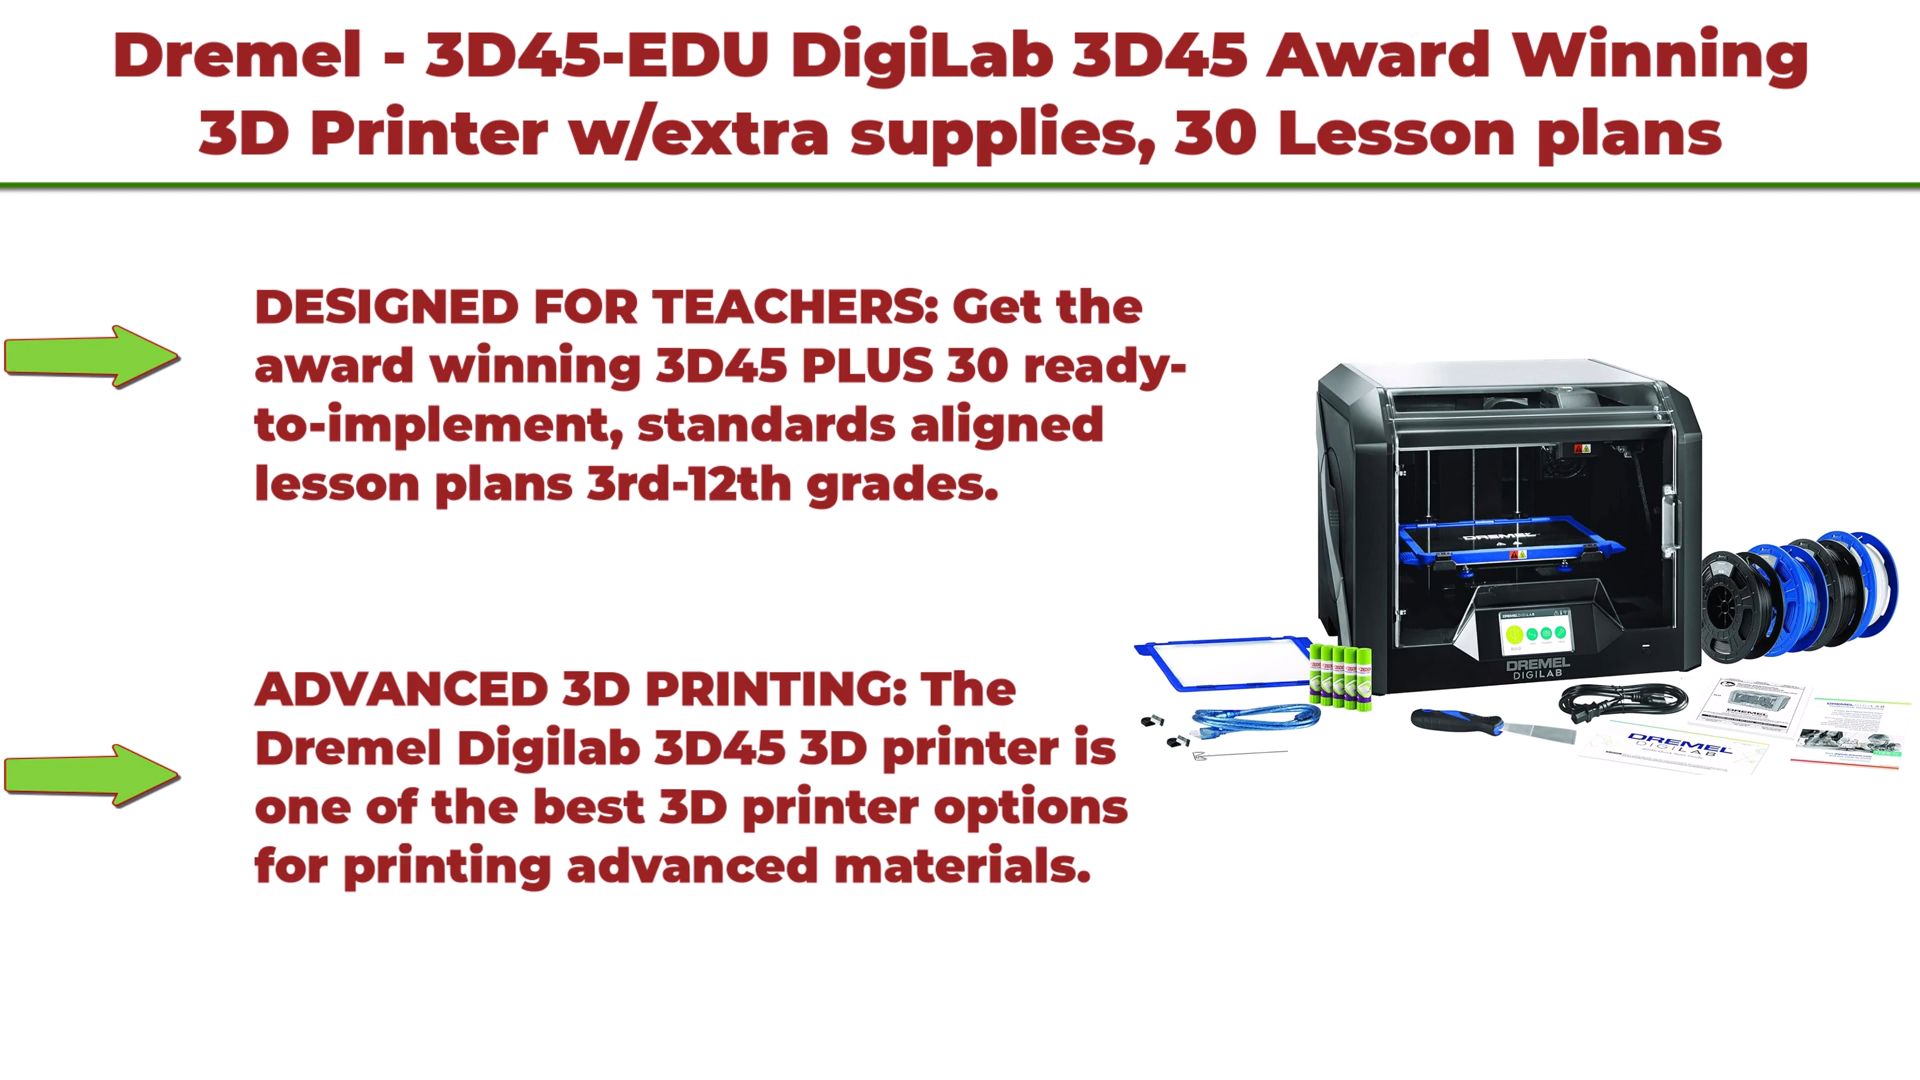 Dremel - 3D45-EDU DigiLab 3D45 Award Winning
3D Printer w/extra supplies, 30 Lesson plans
DESIGNED FOR TEACHERS: Get the
award winning 3D45 PLUS 30 ready-
to-implement, standards aligned
lesson plans 3rd-12th grades.
ADVANCED 3D PRINTING: The
Dremel Digilab 3D45 3D printer is
one of the best 3D printer options
for printing advanced materials.
DREMEL
DREMEL
DIGILAB
DREMEL
DREMEL
DIGILAB